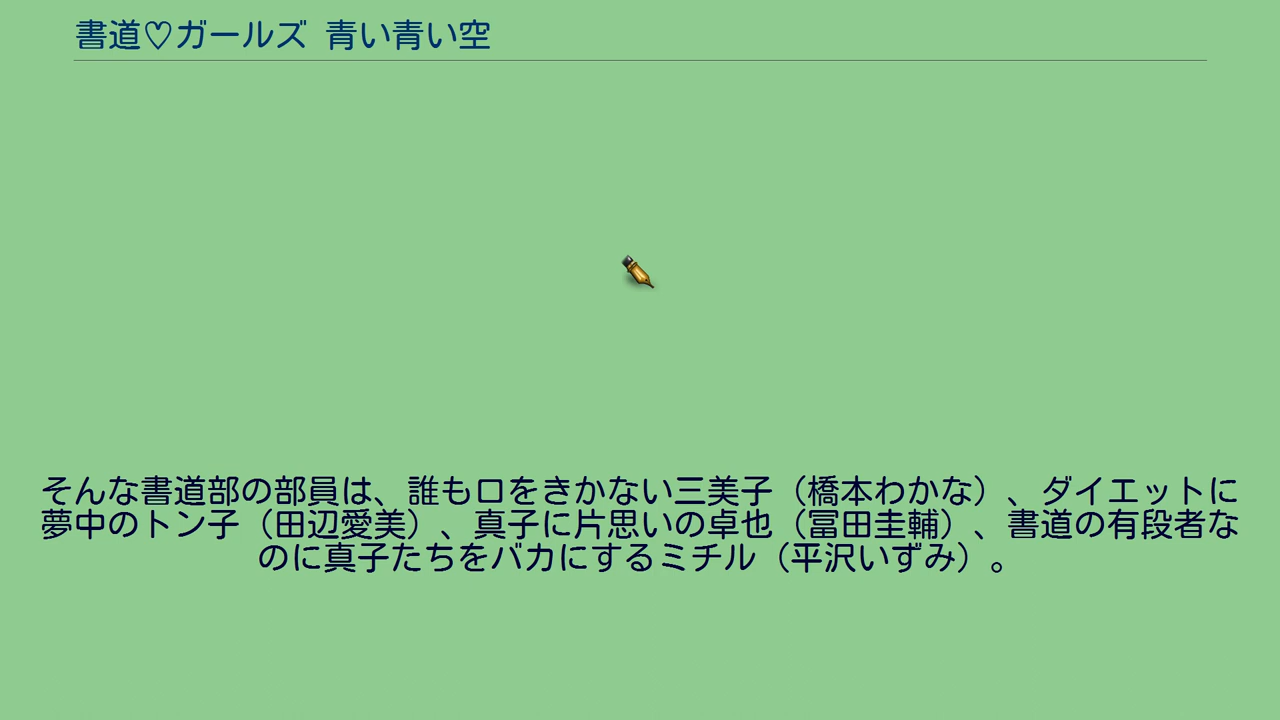 書道♡ガールズ 青い青い空
そんな書道部の部員は、誰も口をきかない三美子（橋本わかな）、ダイエットに
夢中のトン子（田辺愛美）、真子に片思いの卓也（冨田圭輔）、書道の有段者な
のに真子たちをバカにするミチル（平沢いずみ）。